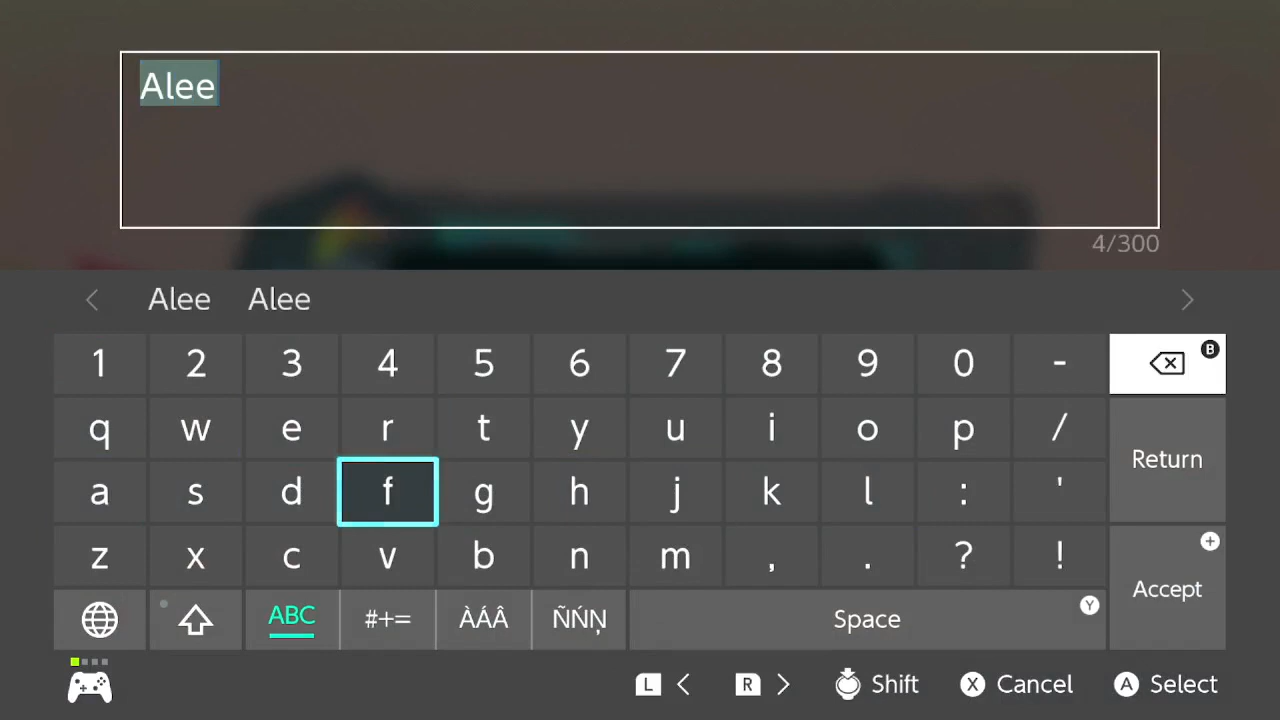 Alee
4/300
Alee Alee
1 2 3 4 5 6 7 8 9 0 - B
q w e r t y u i o p / Return
a s d f g h j k l : '
z x c v b n m , . ? ! + Accept
ABC #+= ÀÁÂ ÑŃŅ Space Y
L R Shift X Cancel A Select